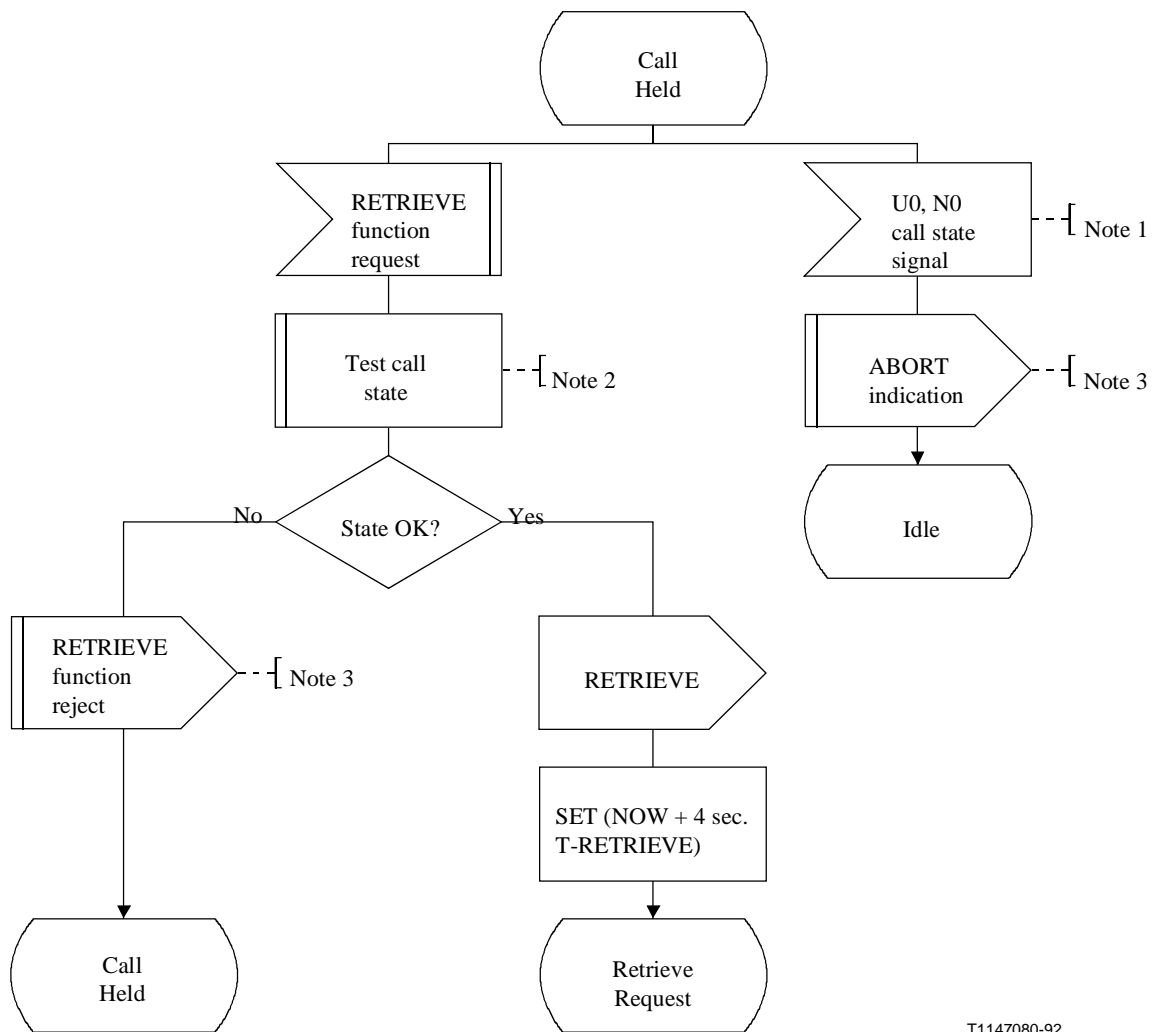 Call
Held
RETRIEVE
function
request
U0, N0
call state
signal
Note 1
Test call
state
Note 2
ABORT
indication
Note 3
No
State OK?
Yes
Idle
RETRIEVE
function
reject
Note 3
RETRIEVE
SET (NOW + 4 sec.
T-RETRIEVE)
Call
Held
Retrieve
Request
T1147080-92